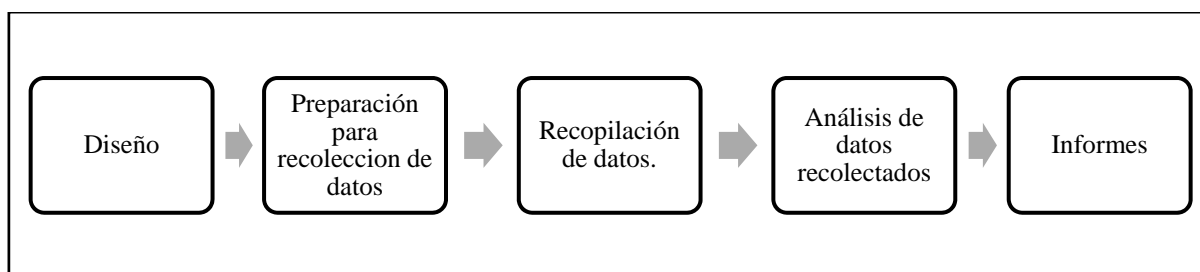 Diseño
Preparación
para
recoleccion de
datos
Recopilación
de datos.
Análisis de
datos
recolectados
Informes